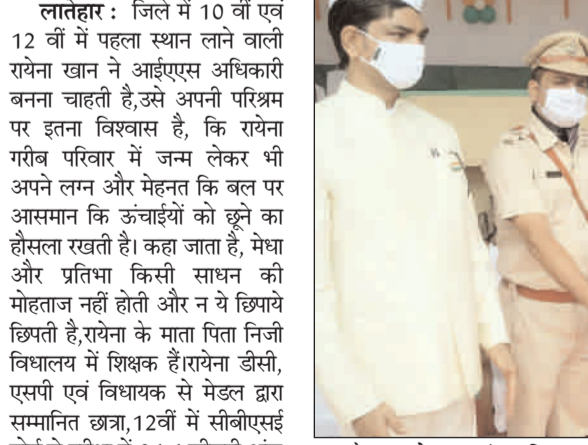 लातेहार : जिले में 10 वीं एवं
12 वीं में पहला स्थान लाने वाली
रायेना खान ने आईएएस अधिकारी
बनना चाहती है,उसे अपनी परिश्रम
पर इतना विश्वास है, कि रायेना
गरीब परिवार में जन्म लेकर भी
अपने लग्न और मेहनत कि बल पर
आसमान कि ऊंचाईयों को छूने का
हौसला रखती है। कहा जाता है, मेधा
और प्रतिभा किसी साधन की
मोहताज नहीं होती और न ये छिपाये
छिपती है,रायेना के माता पिता निजी
विधालय में शिक्षक हैं।रायेना डीसी,
एसपी एवं विधायक से मेडल द्वारा
सम्मानित छात्रा,12वीं में सीबीएसई